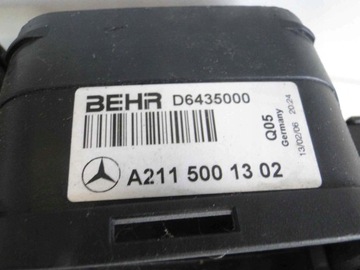 BEHR D6435000
A211 500 13 02
Q05
Germany
13/02/06 20:24